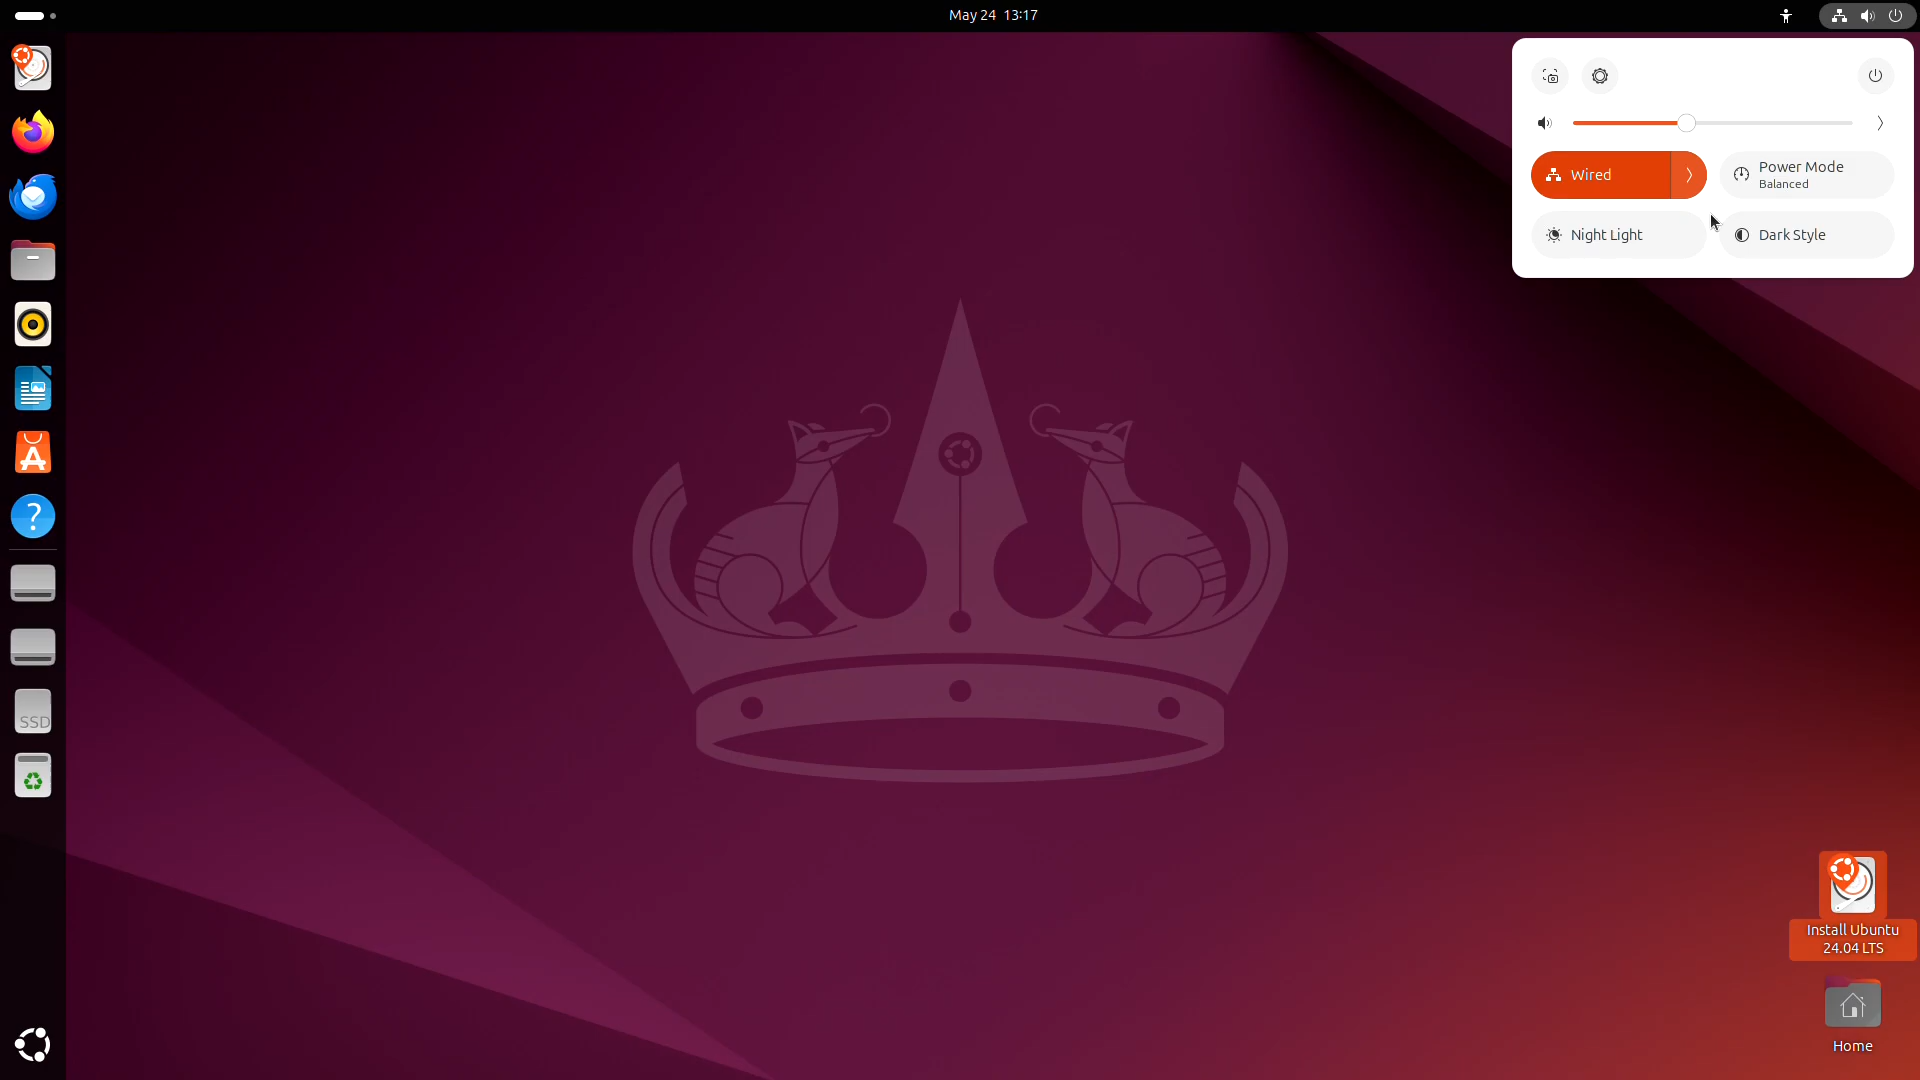 May 24 13:17
Wired
Power Mode
Balanced
Night Light
Dark Style
SSD
Install Ubuntu
24.04 LTS
Home